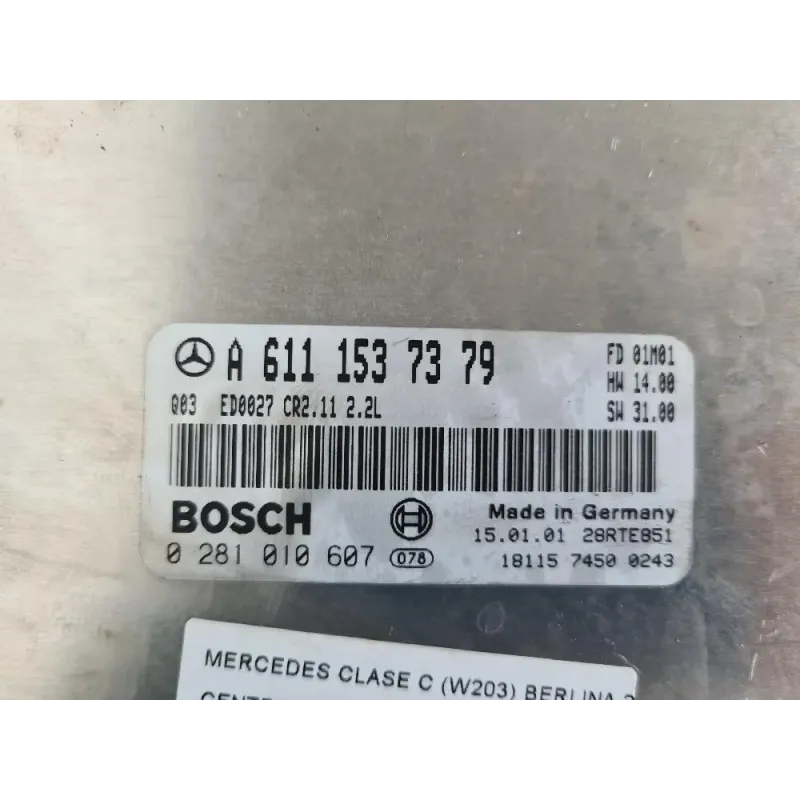 A 611 153 73 79
FD 01M01
HW 14.00
Q03 ED0027 CR2.11 2.2L
SW 31.00
BOSCH
Made in Germany
15.01.01 28RTE851
0 281 010 607 078
18115 7450 0243
MERCEDES CLASE C (W203) BERLINA